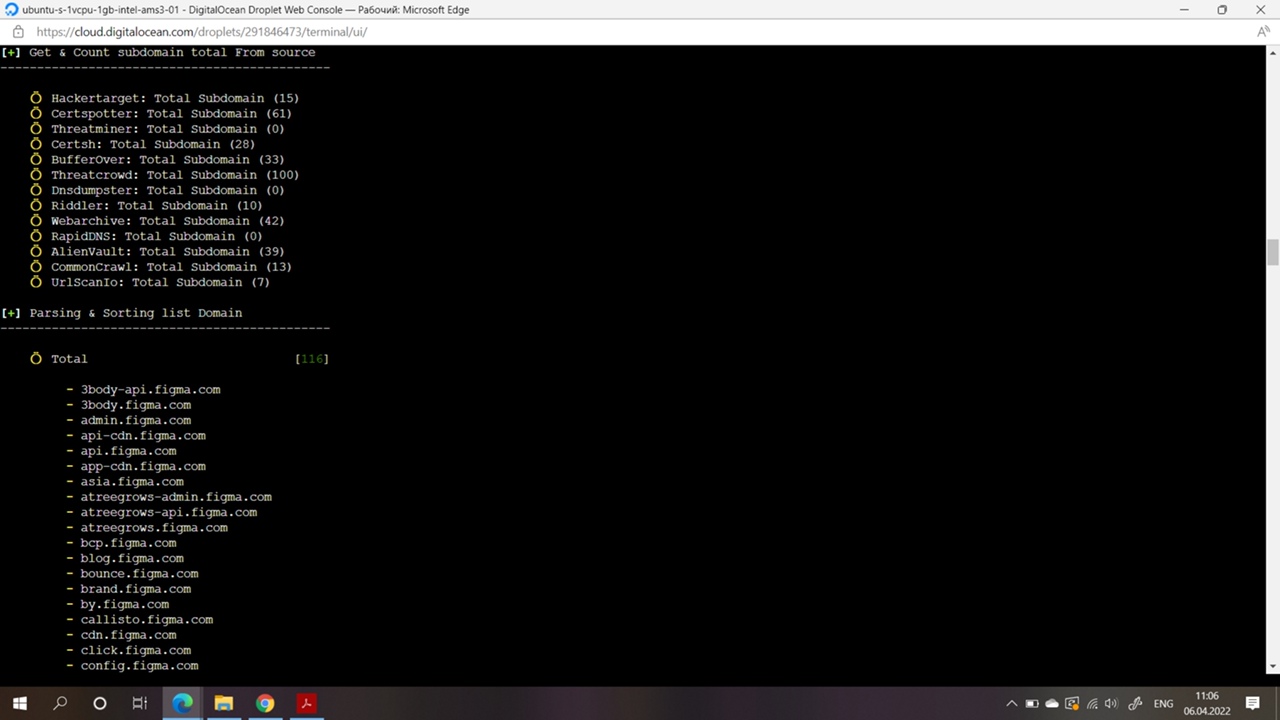 ubuntu-s-1vcpu-1gb-intel-ams3-01 - DigitalOcean Droplet Web Console — Рабочий: Microsoft Edge
https://cloud.digitalocean.com/droplets/291846473/terminal/ui/
[+] Get & Count subdomain total From source
-------------------------------------------
Hackertarget: Total Subdomain (15)
Certspotter: Total Subdomain (61)
Threatminer: Total Subdomain (0)
Certsh: Total Subdomain (28)
BufferOver: Total Subdomain (33)
Threatcrowd: Total Subdomain (100)
Dnsdumpster: Total Subdomain (0)
Riddler: Total Subdomain (10)
Webarchive: Total Subdomain (42)
RapidDNS: Total Subdomain (0)
AlienVault: Total Subdomain (39)
CommonCrawl: Total Subdomain (13)
UrlScanIo: Total Subdomain (7)
[+] Parsing & Sorting list Domain
-------------------------------------------
Total [116]
- 3body-api.figma.com
- 3body.figma.com
- admin.figma.com
- api-cdn.figma.com
- api.figma.com
- app-cdn.figma.com
- asia.figma.com
- atreegrows-admin.figma.com
- atreegrows-api.figma.com
- atreegrows.figma.com
- bcp.figma.com
- blog.figma.com
- bounce.figma.com
- brand.figma.com
- by.figma.com
- callisto.figma.com
- cdn.figma.com
- click.figma.com
- config.figma.com
ENG
11:06
06.04.2022